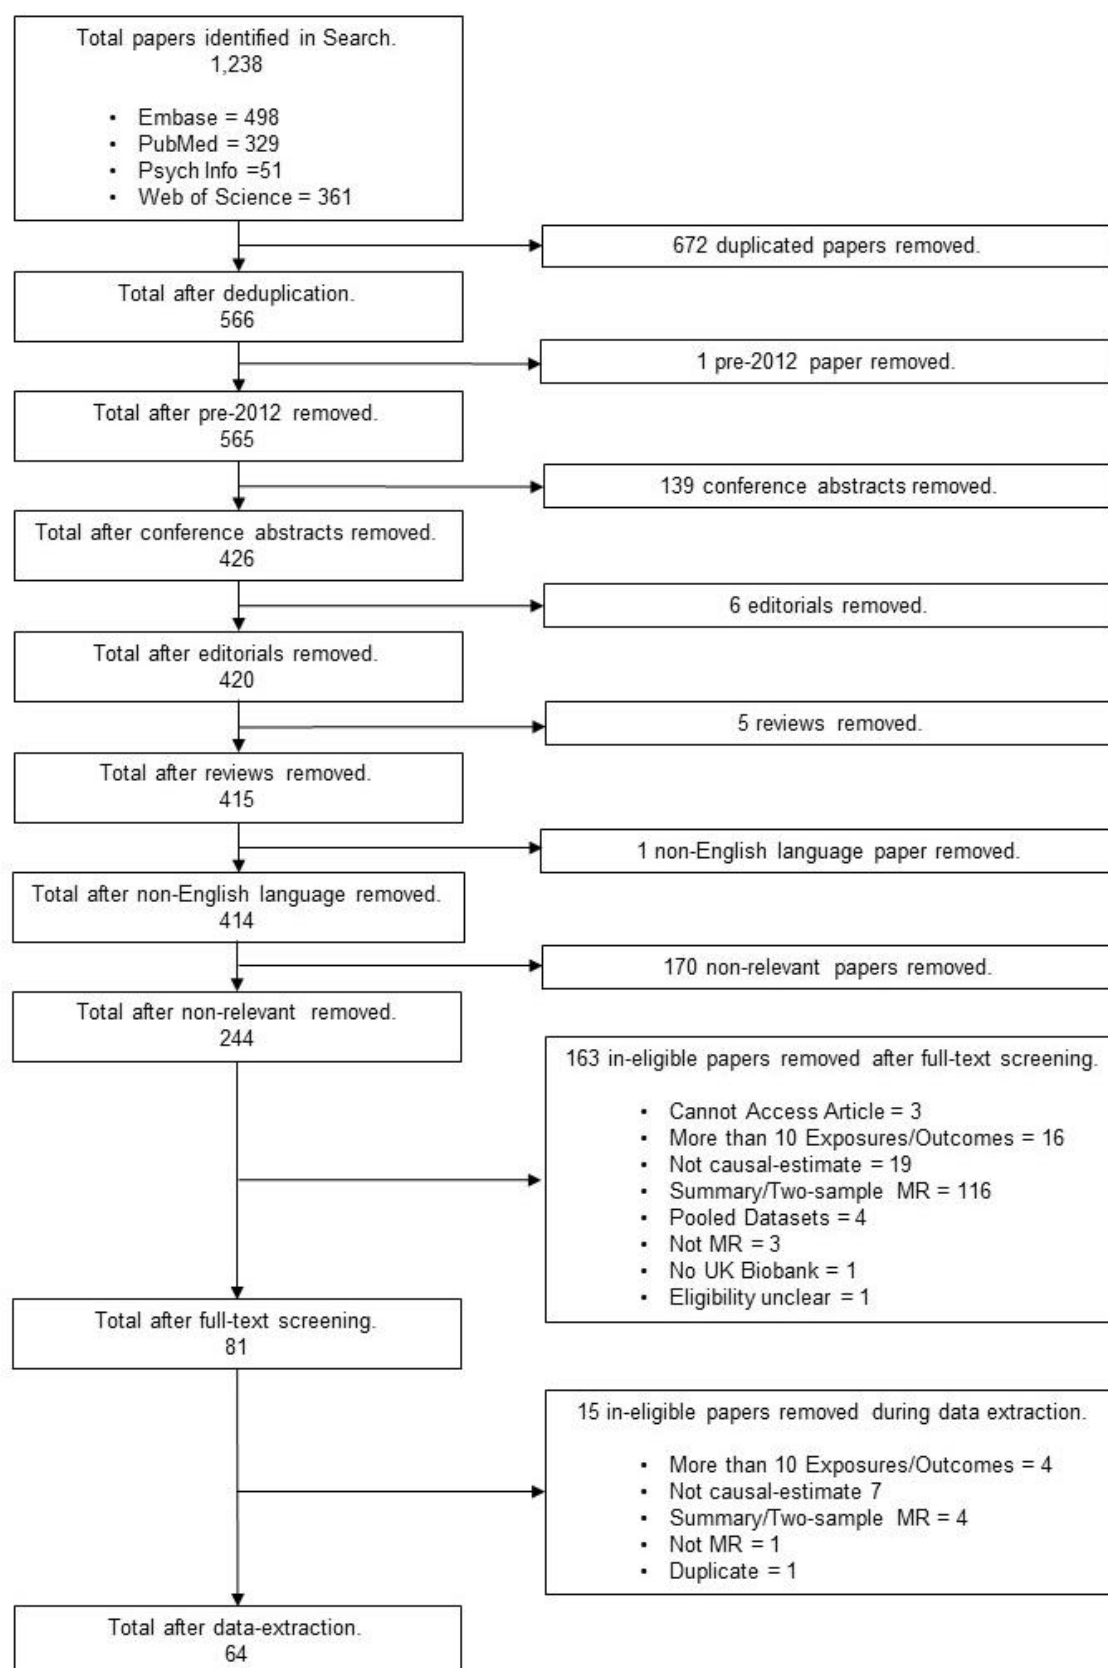 Total papers identified in Search.
1,238
• Embase = 498
• PubMed = 329
• Psych Info =51
• Web of Science = 361
672 duplicated papers removed.
Total after deduplication.
566
1 pre-2012 paper removed.
Total after pre-2012 removed.
565
139 conference abstracts removed.
Total after conference abstracts removed.
426
6 editorials removed.
Total after editorials removed.
420
5 reviews removed.
Total after reviews removed.
415
1 non-English language paper removed.
Total after non-English language removed.
414
170 non-relevant papers removed.
Total after non-relevant removed.
244
163 in-eligible papers removed after full-text screening.
• Cannot Access Article = 3
• More than 10 Exposures/Outcomes = 16
• Not causal-estimate = 19
• Summary/Two-sample MR = 116
• Pooled Datasets = 4
• Not MR = 3
• No UK Biobank = 1
• Eligibility unclear = 1
Total after full-text screening.
81
15 in-eligible papers removed during data extraction.
• More than 10 Exposures/Outcomes = 4
• Not causal-estimate 7
• Summary/Two-sample MR = 4
• Not MR = 1
• Duplicate = 1
Total after data-extraction.
64